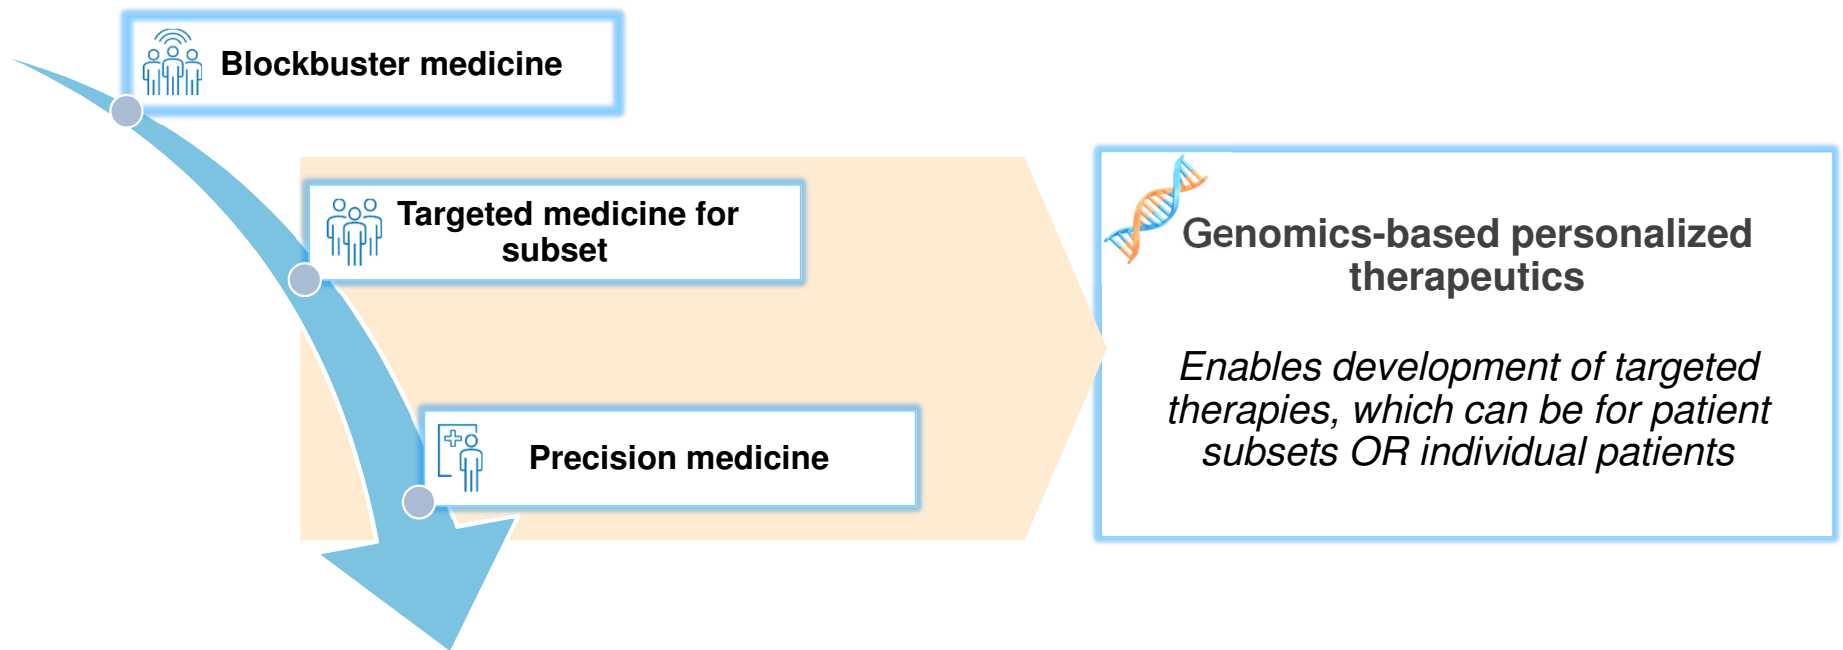 Blockbuster medicine
Targeted medicine for
subset
Precision medicine
Genomics-based personalized
therapeutics
Enables development of targeted
therapies, which can be for patient
subsets OR individual patients